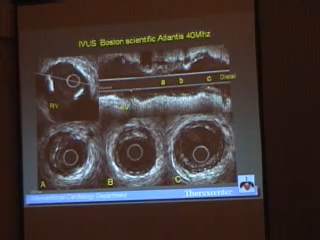 IVUS Boston scientific Atlantis 40Mhz
a b c Distal
RV
A B C
Interventional Cardiology Department Thoraxcenter